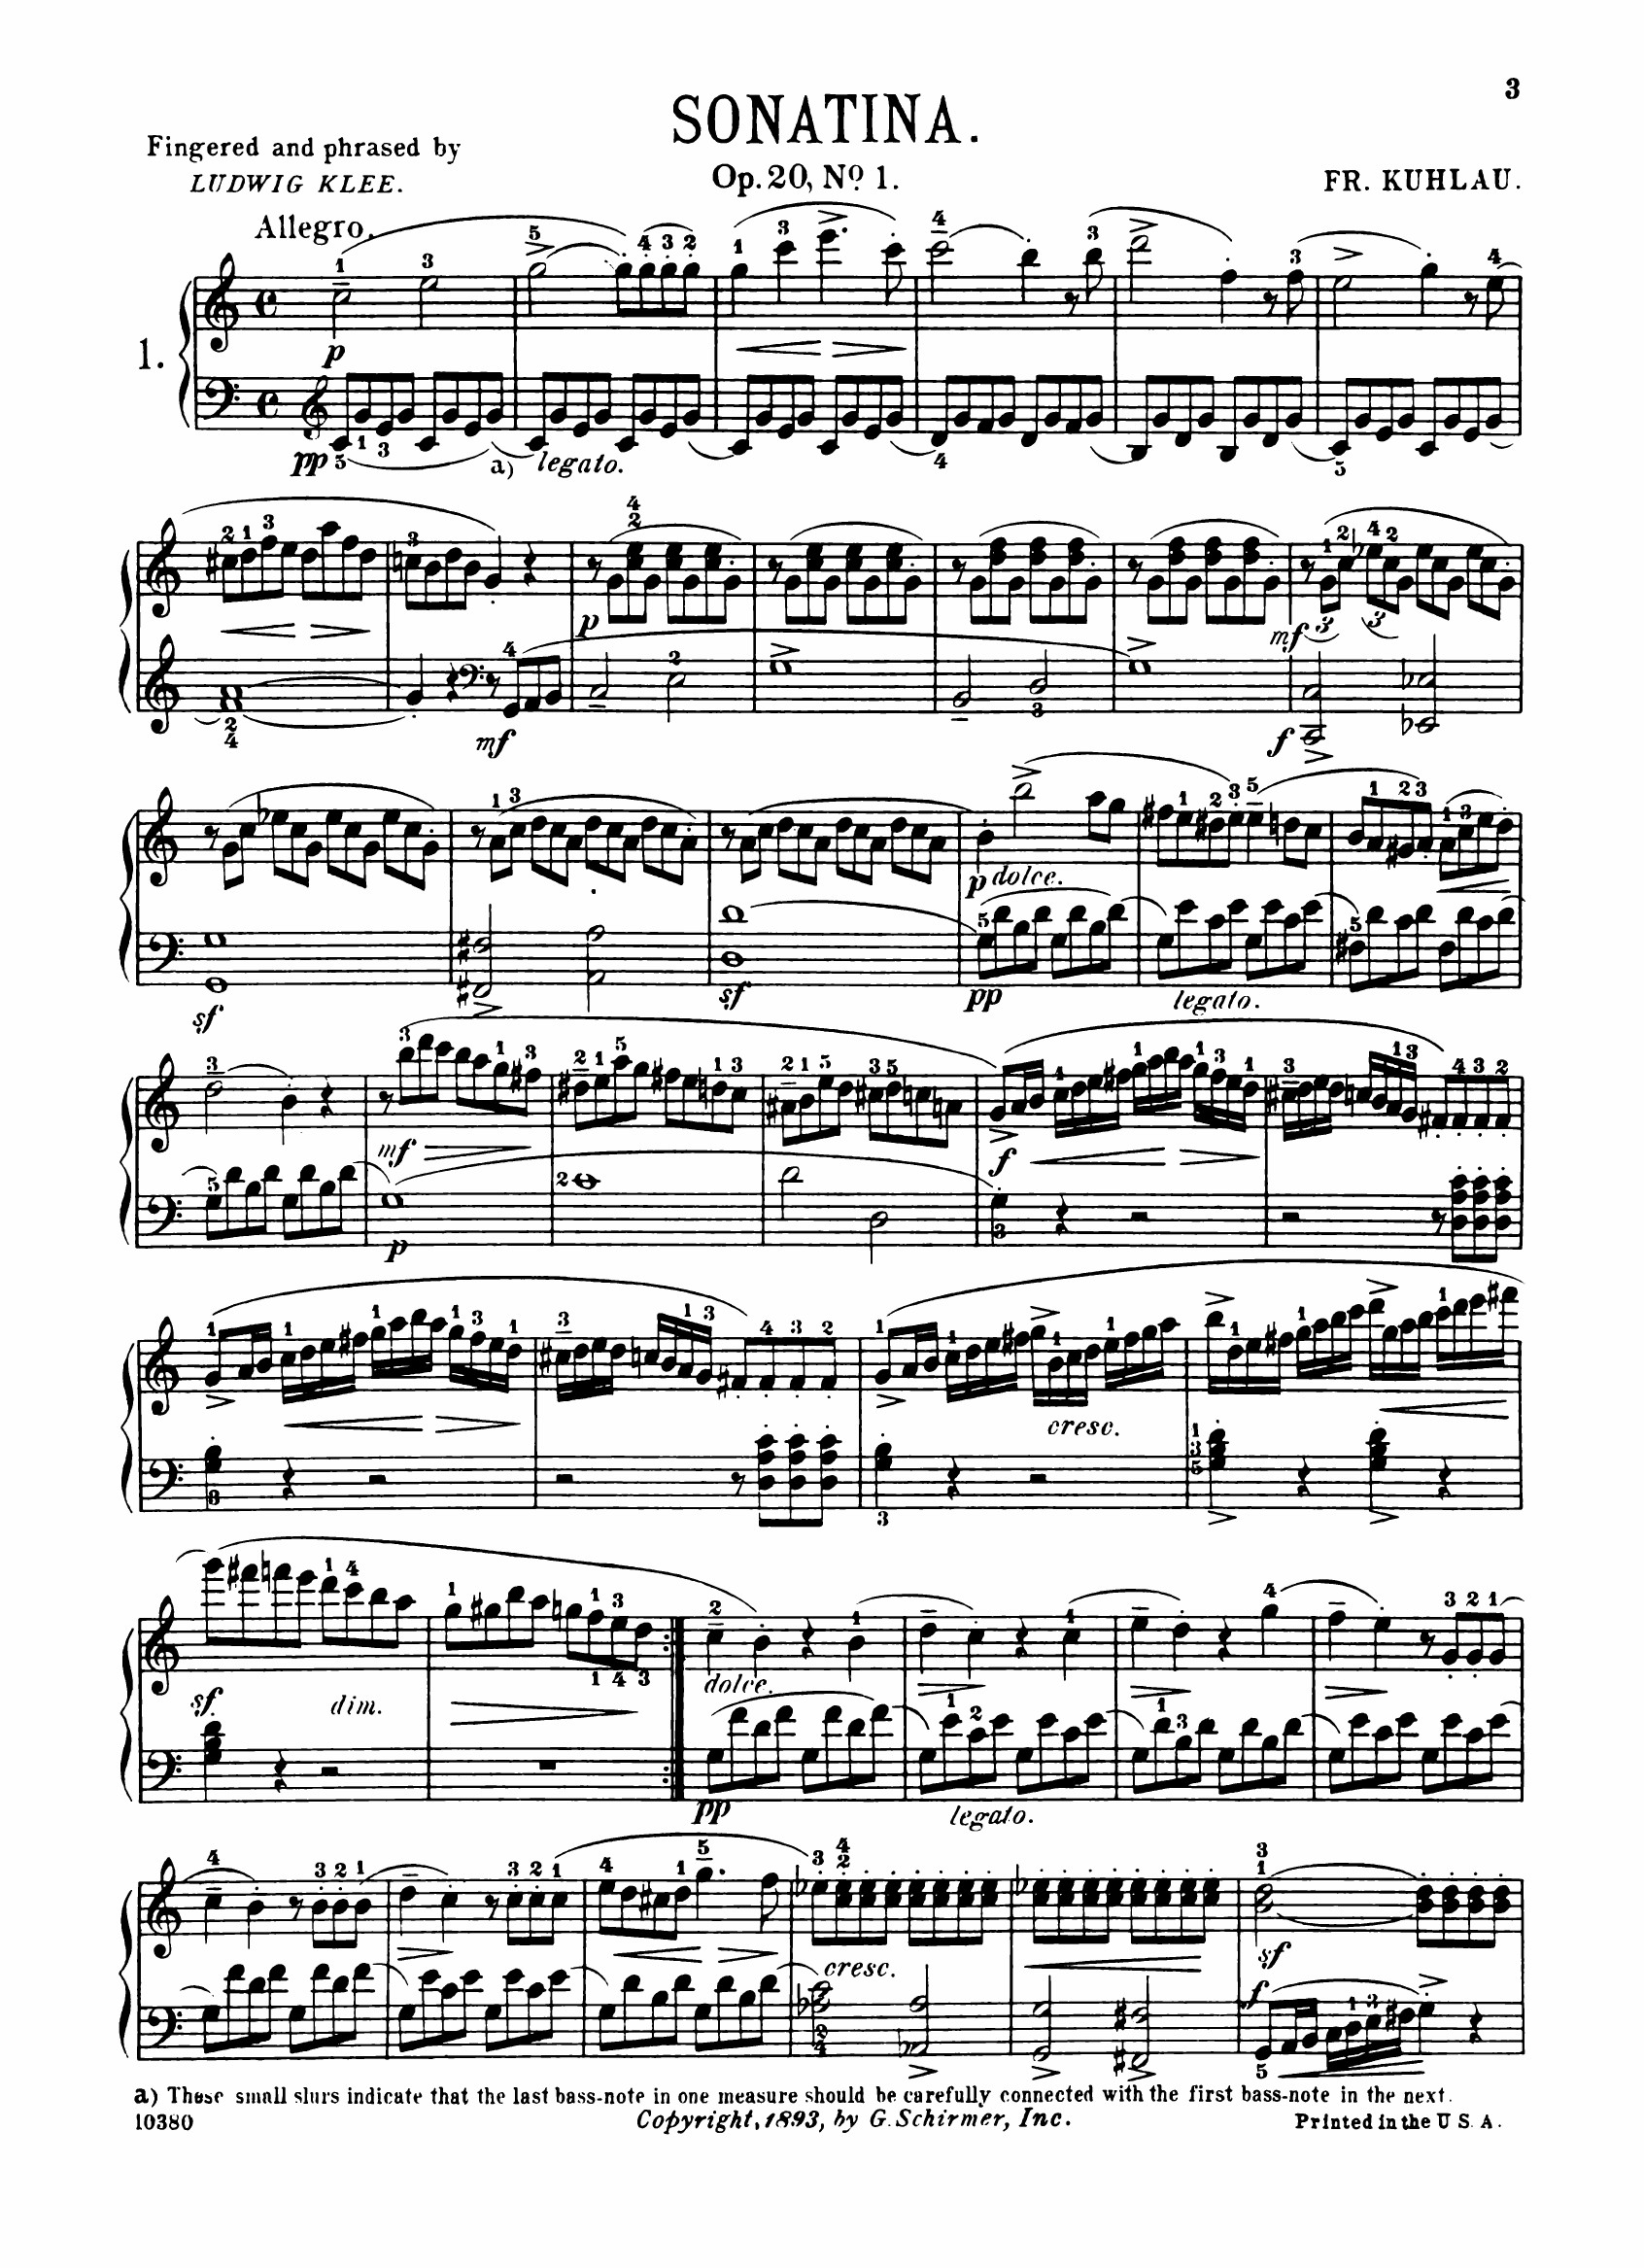 3
SONATINA.
Fingered and phrased by
LUDWIG KLEE.
Op. 20, Nº 1.
FR. KUHLAU.
Allegro.
1.
p
pp
a)
legato.
p
mf
mf
f
p dolce.
sf
sf
pp
legato.
mf
f
p
cresc.
sf
dim.
dolce.
pp
legato.
cresc.
sf
f
a) These small slurs indicate that the last bass-note in one measure should be carefully connected with the first bass-note in the next.
10380
Copyright, 1893, by G. Schirmer, Inc.
Printed in the U S. A.